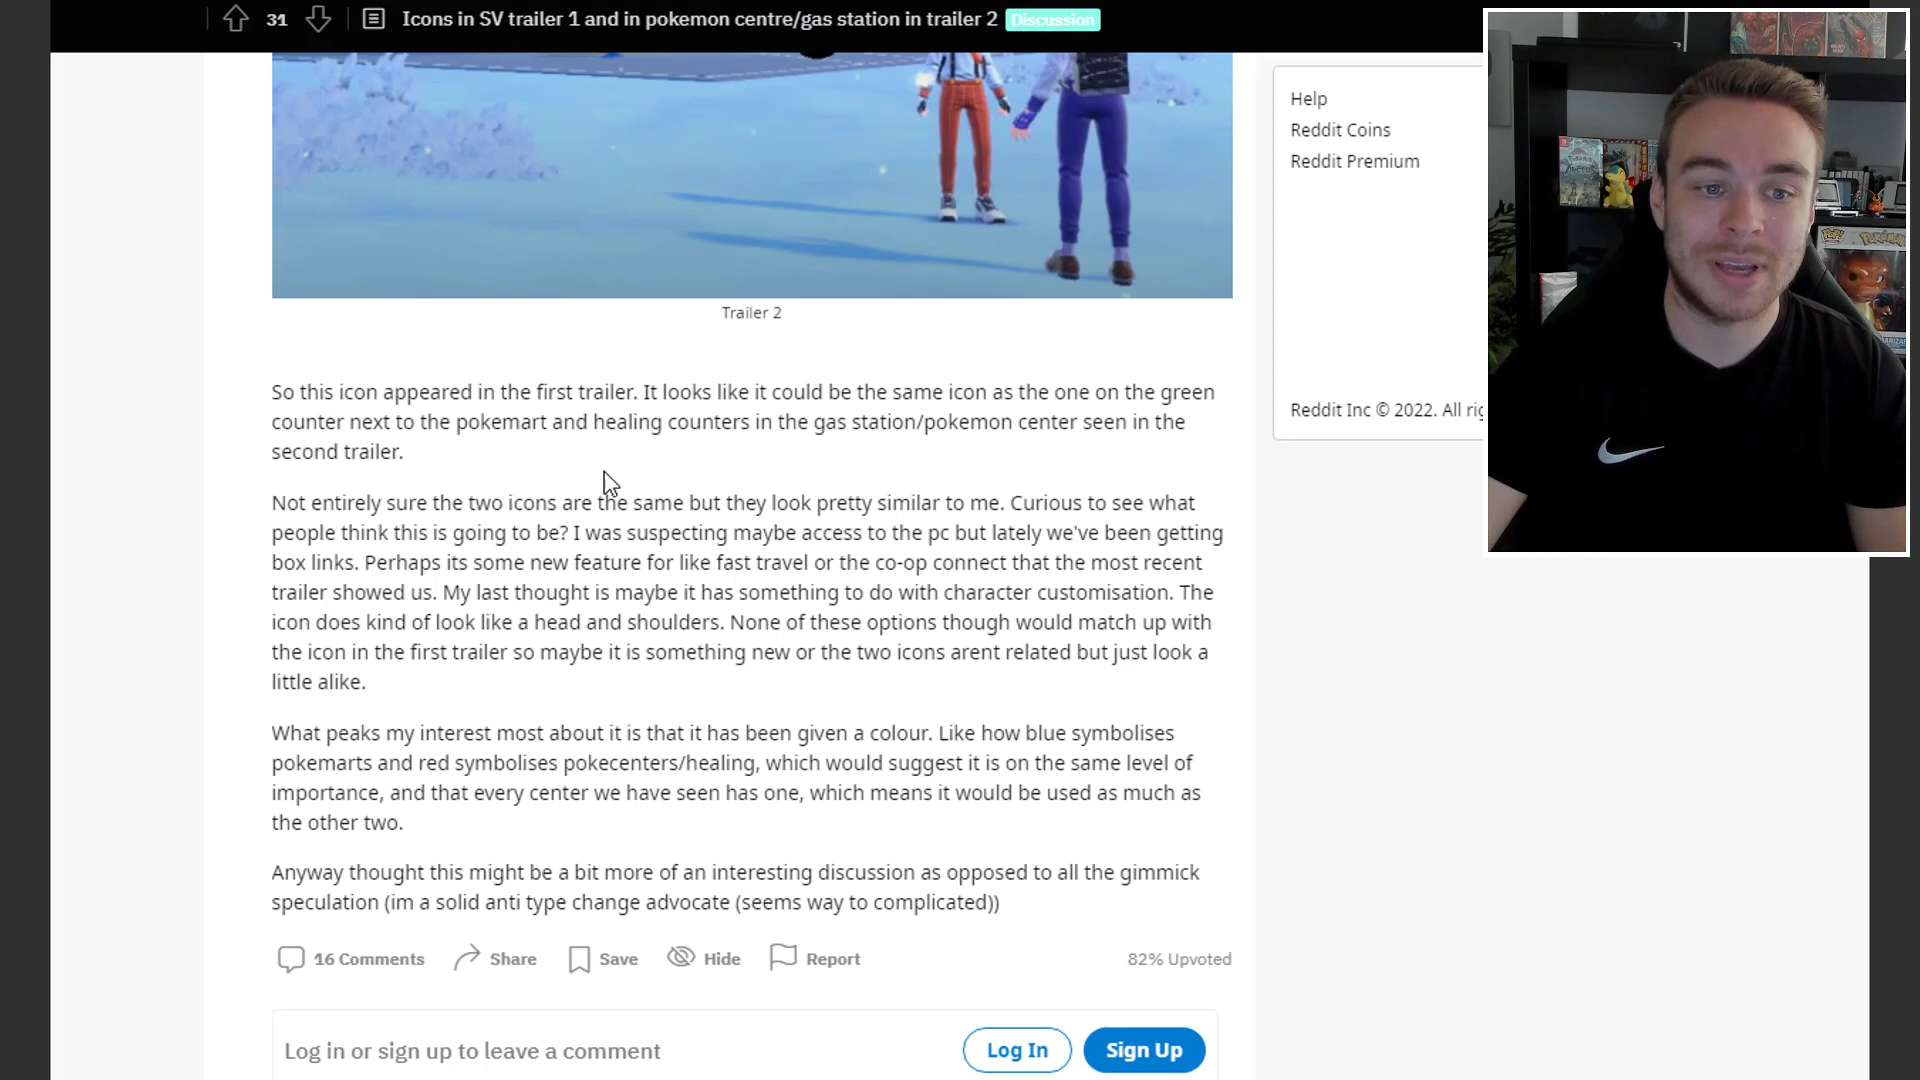 31 Icons in SV trailer 1 and in pokemon centre/gas station in trailer 2 Discussion
Help
Reddit Coins
Reddit Premium
Reddit Inc © 2022. All rig
Trailer 2
So this icon appeared in the first trailer. It looks like it could be the same icon as the one on the green
counter next to the pokemart and healing counters in the gas station/pokemon center seen in the
second trailer.
Not entirely sure the two icons are the same but they look pretty similar to me. Curious to see what
people think this is going to be? I was suspecting maybe access to the pc but lately we've been getting
box links. Perhaps its some new feature for like fast travel or the co-op connect that the most recent
trailer showed us. My last thought is maybe it has something to do with character customisation. The
icon does kind of look like a head and shoulders. None of these options though would match up with
the icon in the first trailer so maybe it is something new or the two icons arent related but just look a
little alike.
What peaks my interest most about it is that it has been given a colour. Like how blue symbolises
pokemarts and red symbolises pokecenters/healing, which would suggest it is on the same level of
importance, and that every center we have seen has one, which means it would be used as much as
the other two.
Anyway thought this might be a bit more of an interesting discussion as opposed to all the gimmick
speculation (im a solid anti type change advocate (seems way to complicated))
16 Comments Share Save Hide Report 82% Upvoted
Log in or sign up to leave a comment Log In Sign Up